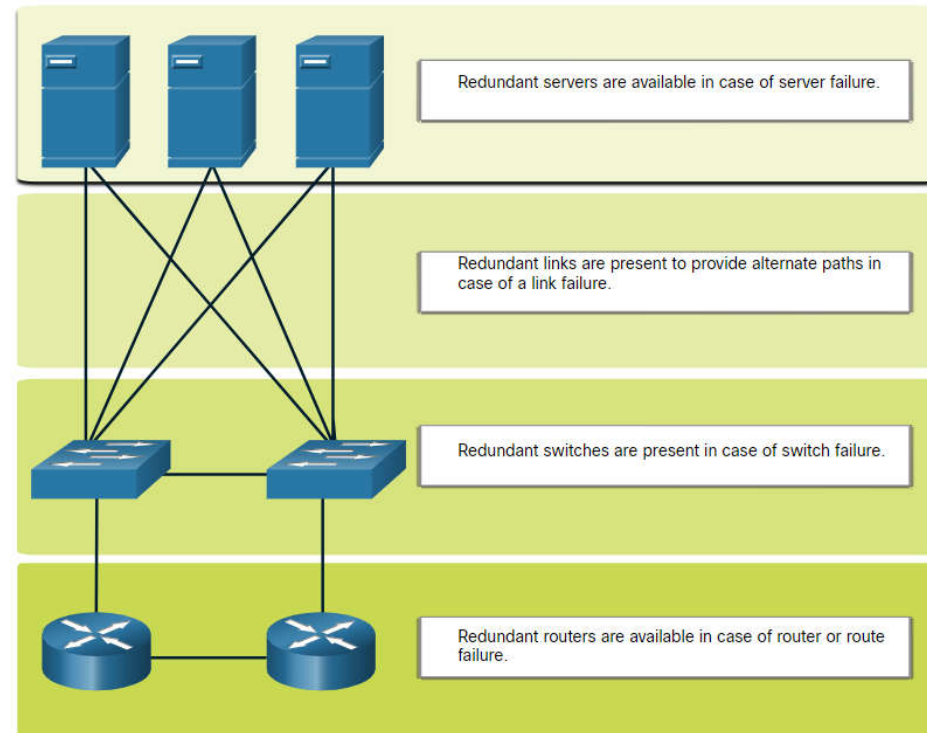 Redundant servers are available in case of server failure.
Redundant links are present to provide alternate paths in
case of a link failure.
Redundant switches are present in case of switch failure.
Redundant routers are available in case of router or route
failure.